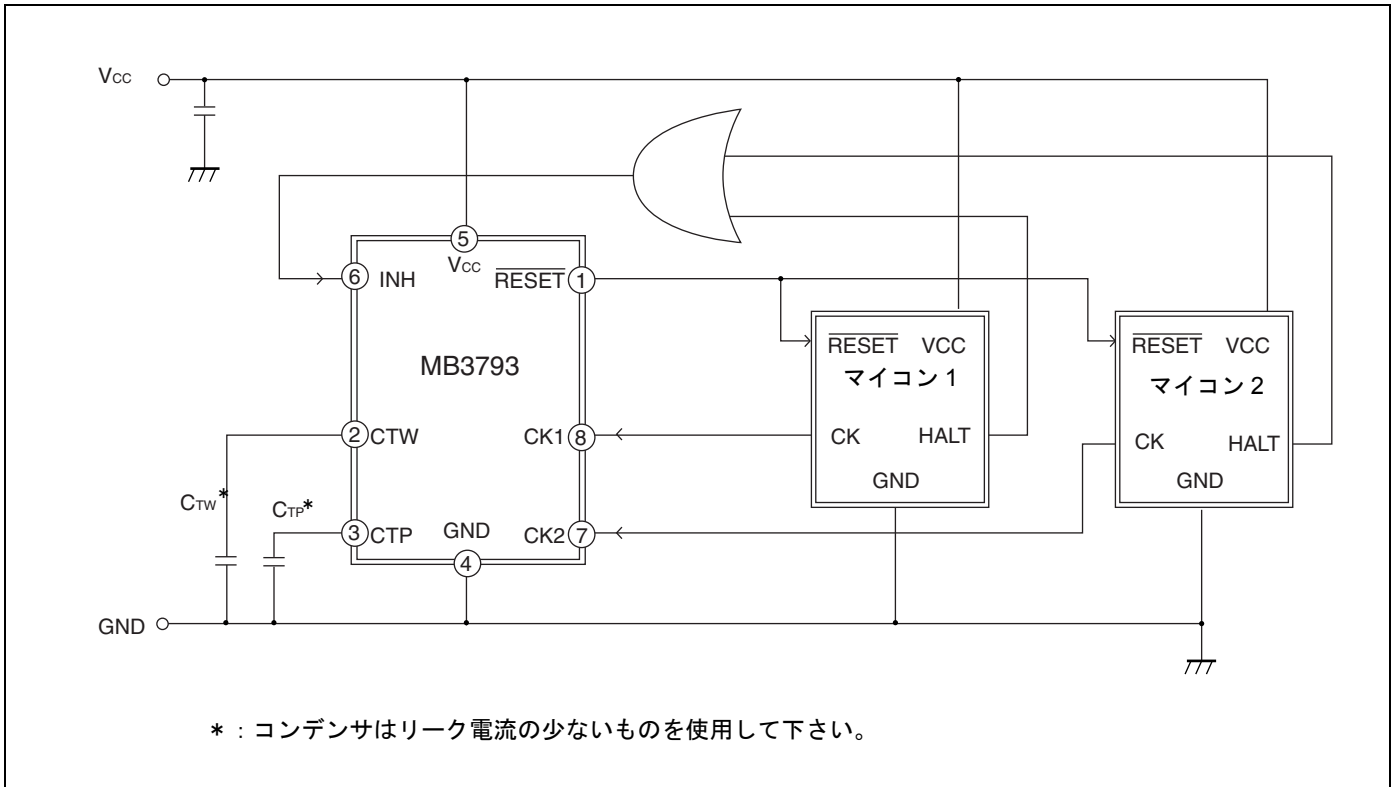 VCC
5
VCC
6 INH
RESET 1
MB3793
RESET VCC
マイコン 1
RESET VCC
マイコン 2
2 CTW
CK1 8
CK HALT
CK HALT
GND
GND
CTW*
CTP*
3 CTP
GND
CK2 7
4
GND
* : コンデンサはリーク電流の少ないものを使用して下さい。